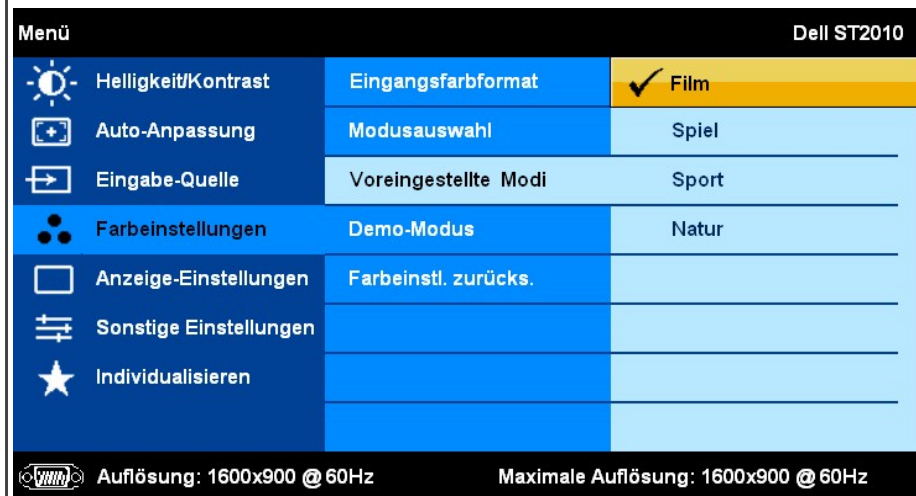 Menü Dell ST2010
Helligkeit/Kontrast Eingangsfarbformat Film
Auto-Anpassung Modusauswahl Spiel
Eingabe-Quelle Voreingestellte Modi Sport
Farbeinstellungen Demo-Modus Natur
Anzeige-Einstellungen Farbeinstl. zurücks.
Sonstige Einstellungen
Individualisieren
Auflösung: 1600x900 @ 60Hz Maximale Auflösung: 1600x900 @ 60Hz